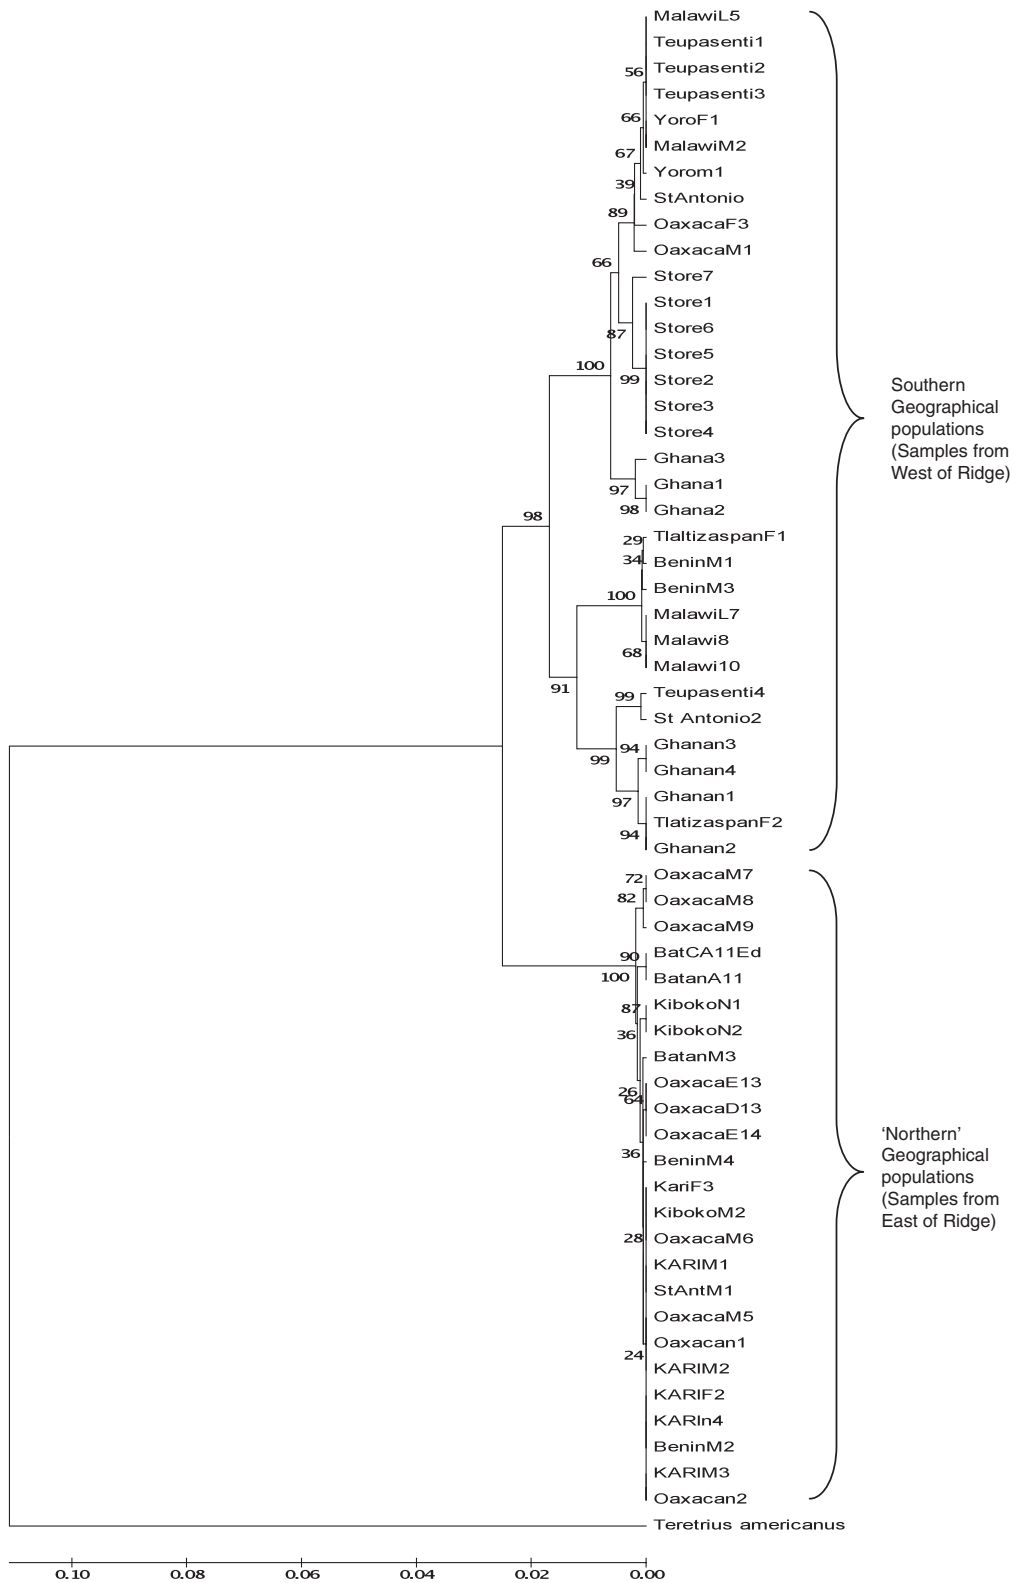 MalawiL5
Teupasenti1
Teupasenti2
56
Teupasenti3
66
YoroF1
MalawiM2
67
Yorom1
39
StAntonio
89
OaxacaF3
OaxacaM1
66
Store7
Store1
Store6
87
Store5
100
Store2
99
Store3
Store4
Southern
Geographical
populations
(Samples from
West of Ridge)
Ghana3
Ghana1
97
Ghana2
98
98
TlaltizaspanF1
29
BeninM1
34
BeninM3
100
MalawiL7
Malawi8
68
Malawi10
91
Teupasenti4
99
St Antonio2
Ghanan3
94
99
Ghanan4
Ghanan1
97
TlatizaspanF2
94
Ghanan2
OaxacaM7
72
OaxacaM8
82
OaxacaM9
BatCA11Ed
90
BatanA11
100
KibokoN1
87
KibokoN2
36
BatanM3
OaxacaE13
26
64
OaxacaD13
OaxacaE14
36
BeninM4
KariF3
KibokoM2
OaxacaM6
28
KARIM1
StAntM1
OaxacaM5
Oaxacan1
24
KARIM2
KARIF2
KARIn4
BeninM2
KARIM3
Oaxacan2
‘Northern’
Geographical
populations
(Samples from
East of Ridge)
Teretrius americanus
0.10 0.08 0.06 0.04 0.02 0.00